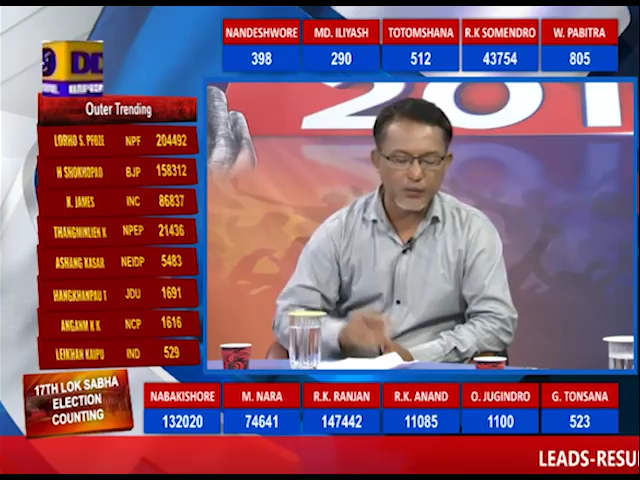 NANDESHWORE MD. ILIYASH TOTOMSHANA R.K SOMENDRO W. PABITRA
398 290 512 43754 805
DD
201
Outer Trending
LORHO S. PFOZE NPF 204492
H SHOKHOPAO BJP 158312
K. JAMES INC 86837
THANGMINLIEN K NPEP 21436
ASHANG KASAR NEIDP 5483
HANGKHANPAU T JDU 1691
ANGAM K K NCP 1616
LEIKHAN KAIPU IND 529
17TH LOK SABHA
ELECTION
COUNTING
NABAKISHORE M. NARA R.K. RANJAN R.K. ANAND O. JUGINDRO G. TONSANA
132020 74641 147442 11085 1100 523
LEADS-RESU